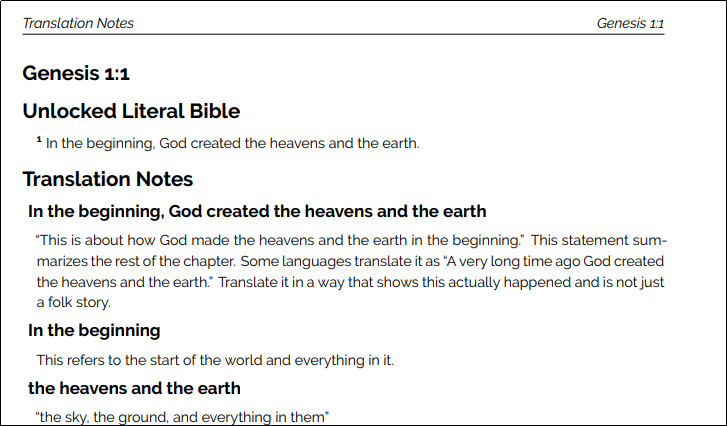 Translation Notes Genesis 1:1
Genesis 1:1
Unlocked Literal Bible
1 In the beginning, God created the heavens and the earth.
Translation Notes
In the beginning, God created the heavens and the earth
“This is about how God made the heavens and the earth in the beginning.” This statement sum-
marizes the rest of the chapter. Some languages translate it as “A very long time ago God created
the heavens and the earth.” Translate it in a way that shows this actually happened and is not just
a folk story.
In the beginning
This refers to the start of the world and everything in it.
the heavens and the earth
“the sky, the ground, and everything in them”